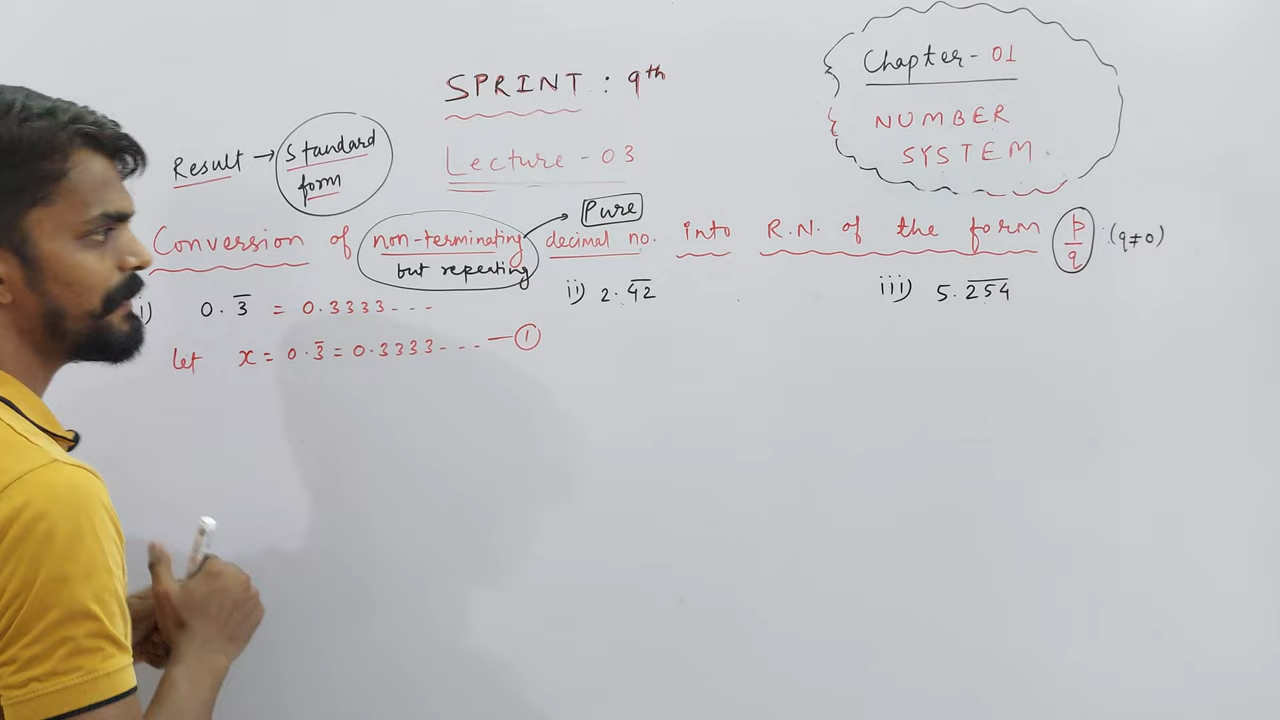 SPRINT : 9th
Chapter - 01
NUMBER
SYSTEM.
Result → Standard form
Lecture - 03
Pure
Conversion of non-terminating but repeating decimal no. into R.N. of the form p/q (q≠0)
i) 0.3̅ = 0.3333---
ii) 2.4̅2̅
iii) 5.2̅5̅4̅
let x = 0.3̅ = 0.3333---- — ①